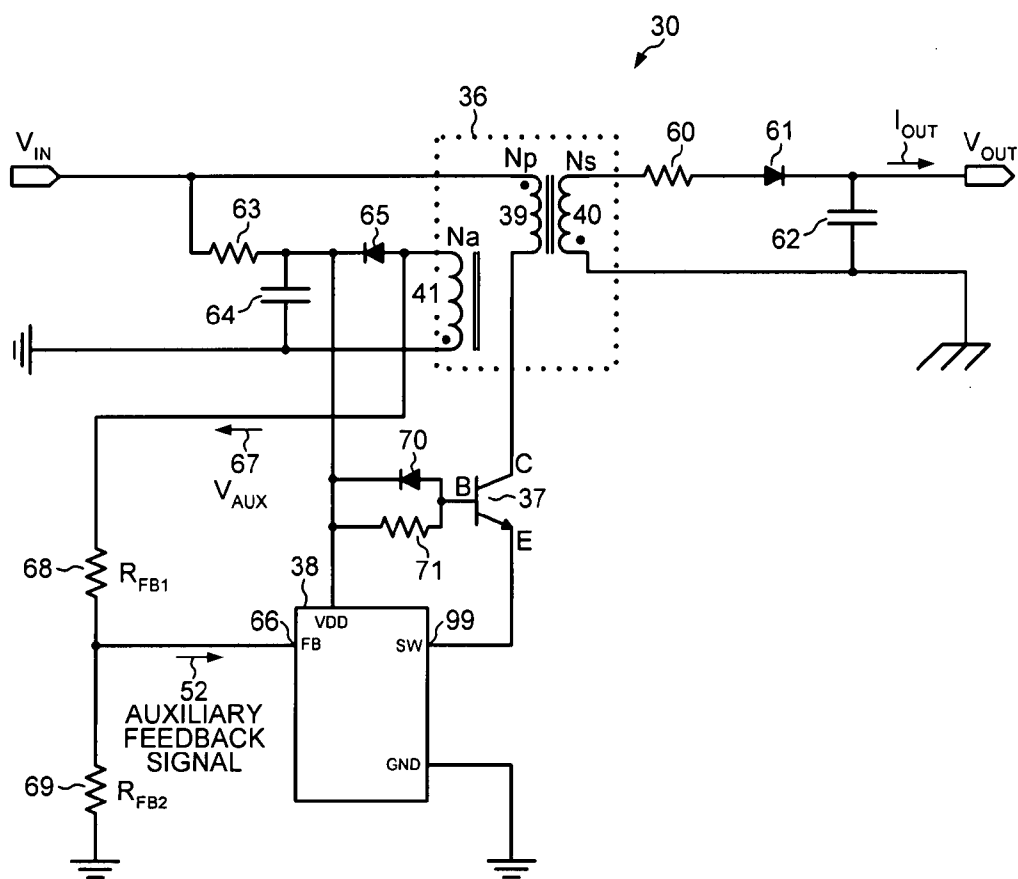 30
36
V_IN
Np
Ns
60
61
I_OUT
V_OUT
63
65
Na
39
40
62
64
41
67
V_AUX
70
B
C
37
E
71
68
R_FB1
38
VDD
66
FB
SW
99
52
AUXILIARY
FEEDBACK
SIGNAL
GND
69
R_FB2